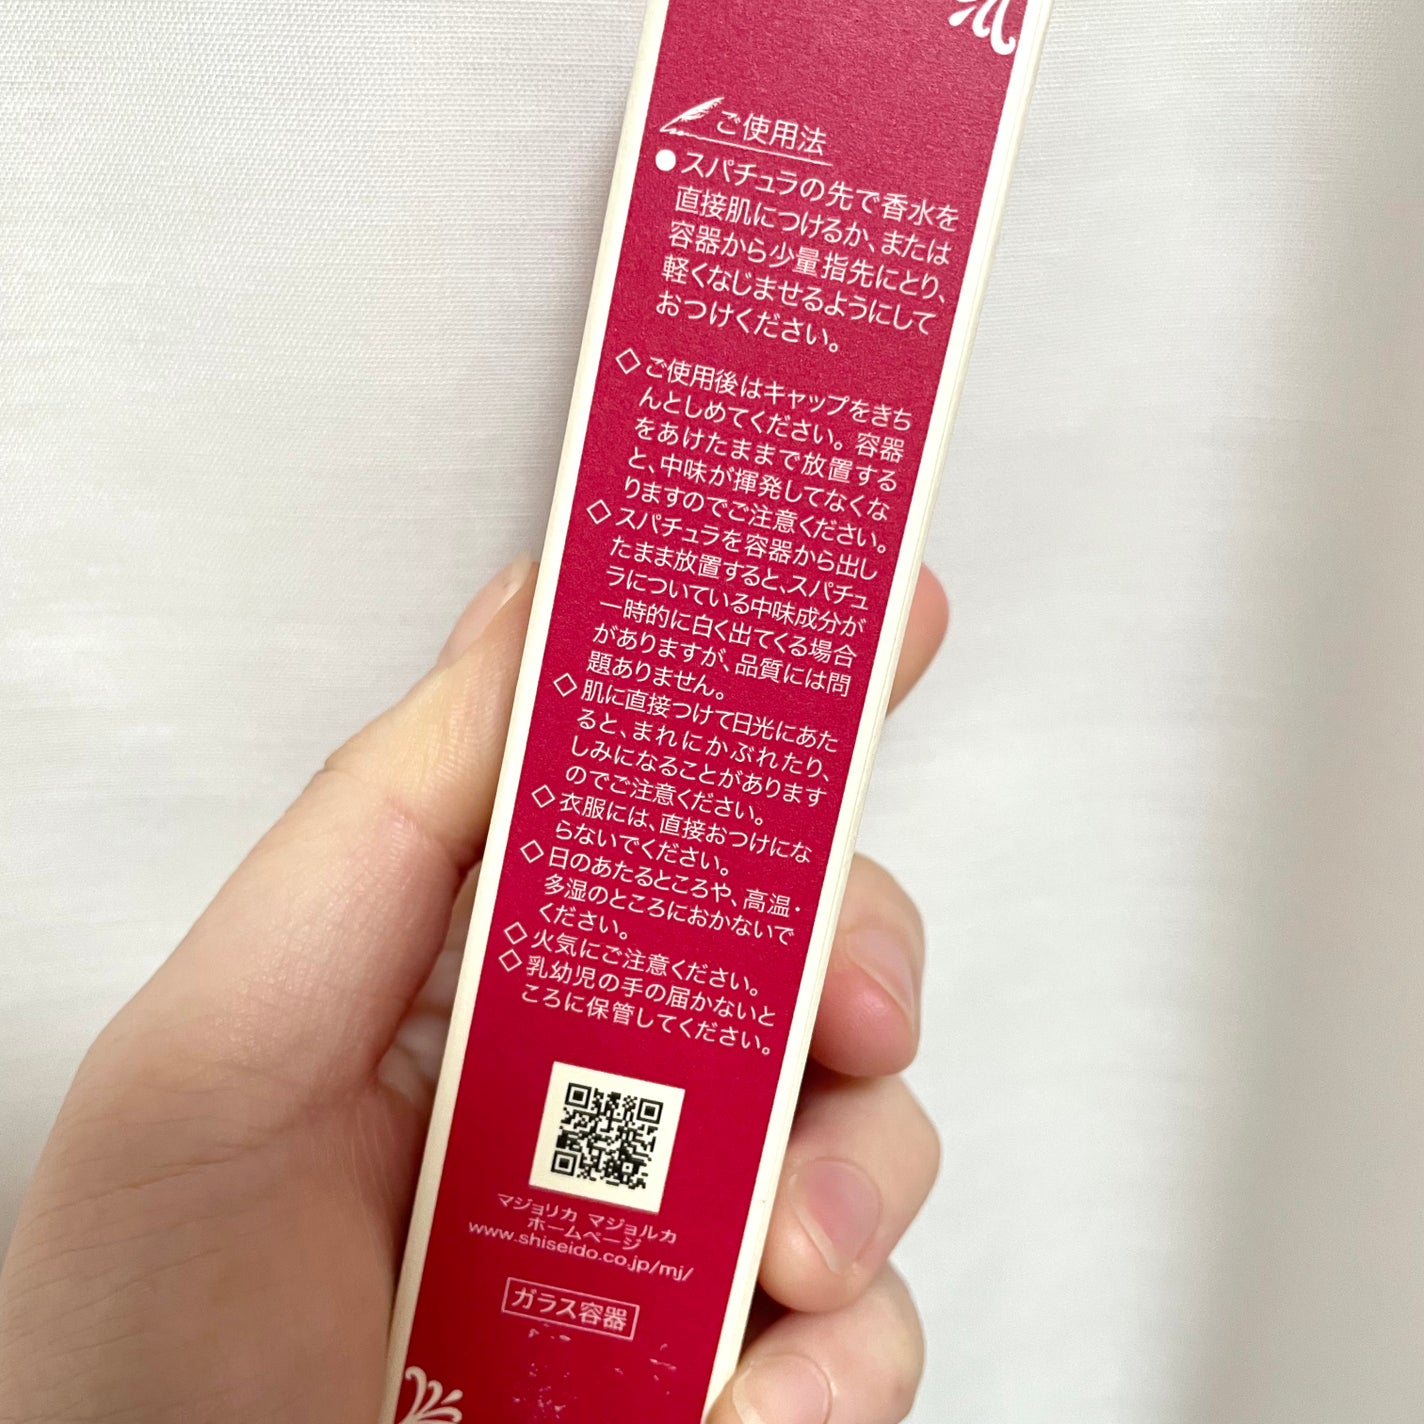 ご使用法
●スパチュラの先で香水を
直接肌につけるか、または
容器から少量指先にとり、
軽くなじませるようにして
おつけください。
◇ご使用後はキャップをきち
んとしめてください。容器
をあけたままで放置する
と、中味が揮発してなくな
りますのでご注意ください。
◇スパチュラを容器から出し
たまま放置すると、スパチュ
ラについている中味成分が
一時的に白く出てくる場合
がありますが、品質には問
題ありません。
◇肌に直接つけて日光にあた
ると、まれにかぶれたり、
しみになることがあります
のでご注意ください。
◇衣服には、直接おつけにな
らないでください。
◇日のあたるところや、高温・
多湿のところにおかないで
ください。
◇火気にご注意ください。
◇乳幼児の手の届かないと
ころに保管してください。
マジョリカ マジョルカ
ホームページ
www.shiseido.co.jp/mj/
ガラス容器